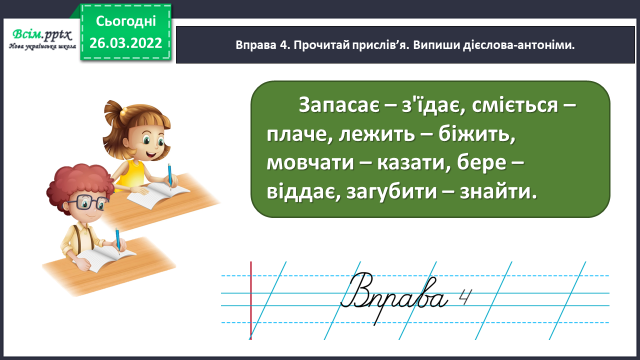 Всім.pptx
Нова українська школа
Сьогодні
26.03.2022
Вправа 4. Прочитай прислів’я. Випиши дієслова-антоніми.
Запасає – з'їдає, сміється –
плаче, лежить – біжить,
мовчати – казати, бере –
віддає, загубити – знайти.
Вправа 4